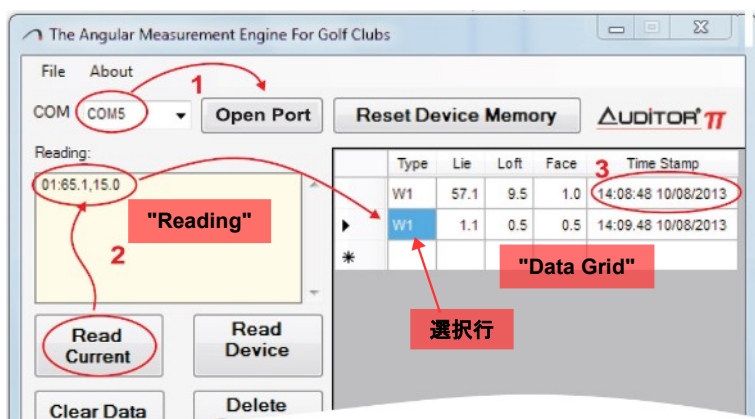 The Angular Measurement Engine For Golf Clubs
File About
1
COM COM5 Open Port Reset Device Memory AUDITOR π
Reading:
Type Lie Loft Face Time Stamp
3
01:65.1,15.0
W1 57.1 9.5 1.0 14:08:48 10/08/2013
"Reading"
W1 1.1 0.5 0.5 14:09.48 10/08/2013
2
"Data Grid"
選択行
Read Current
Read Device
Clear Data
Delete